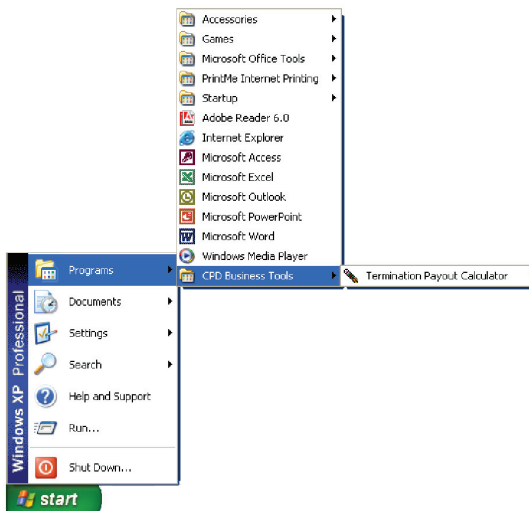 Accessories
Games
Microsoft Office Tools
PrintMe Internet Printing
Startup
Adobe Reader 6.0
Internet Explorer
Microsoft Access
Microsoft Excel
Microsoft Outlook
Microsoft PowerPoint
Microsoft Word
Windows Media Player
CPD Business Tools
Termination Payout Calculator
Programs
Documents
Settings
Search
Help and Support
Run...
Shut Down...
Windows XP Professional
start